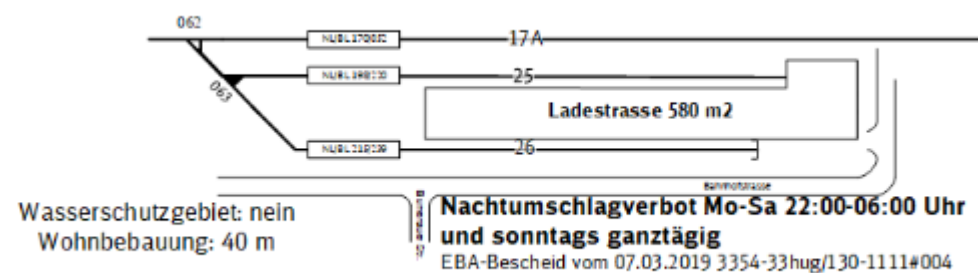 062
17A
25
063
Ladestrasse 580 m2
26
Bahnhofstrasse
Wasserschutzgebiet: nein
Wohnbebauung: 40 m
Nachtumschlagverbot Mo-Sa 22:00-06:00 Uhr
und sonntags ganztägig
EBA-Bescheid vom 07.03.2019 3354-33hug/130-1111#004